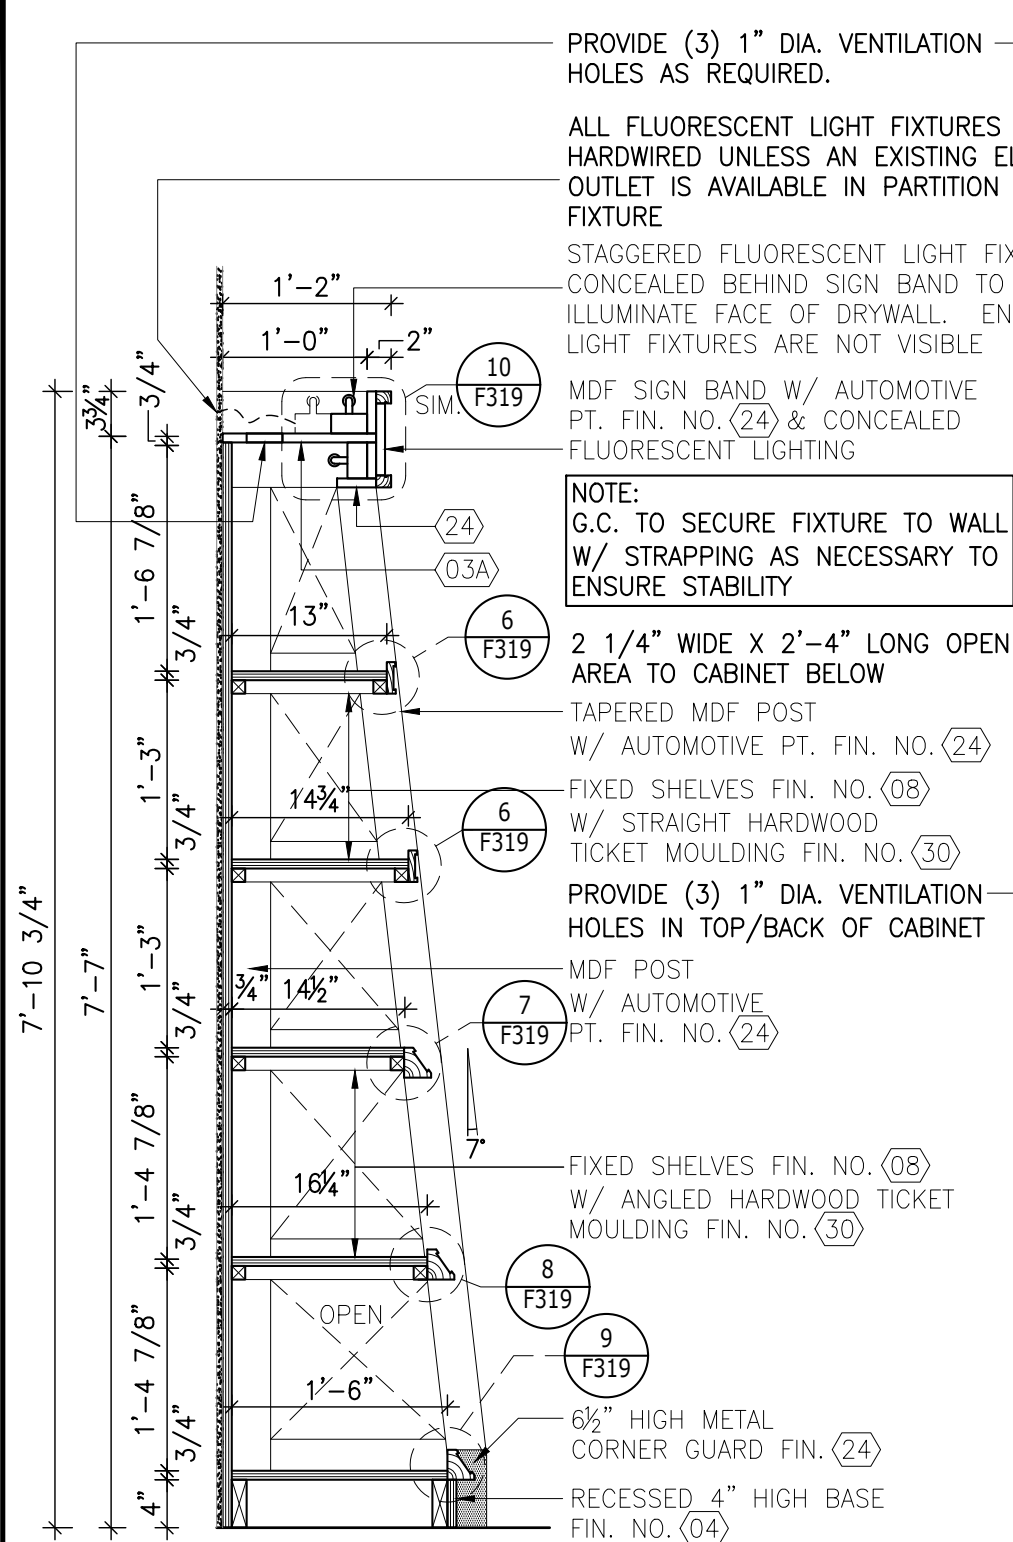 PROVIDE (3) 1" DIA. VENTILATION
HOLES AS REQUIRED.
ALL FLUORESCENT LIGHT FIXTURES
HARDWIRED UNLESS AN EXISTING
OUTLET IS AVAILABLE IN PARTITION
FIXTURE
STAGGERED FLUORESCENT LIGHT
CONCEALED BEHIND SIGN BAND TO
ILLUMINATE FACE OF DRYWALL.
LIGHT FIXTURES ARE NOT VISIBLE
1'-2"
1'-0"
2"
10
F319
SIM.
MDF SIGN BAND W/ AUTOMOTIVE
PT. FIN. NO. 24 & CONCEALED
FLUORESCENT LIGHTING
NOTE:
G.C. TO SECURE FIXTURE TO WALL
W/ STRAPPING AS NECESSARY TO
ENSURE STABILITY
24
03A
13"
6
F319
2 1/4" WIDE X 2'-4" LONG OPEN
AREA TO CABINET BELOW
TAPERED MDF POST
W/ AUTOMOTIVE PT. FIN. NO. 24
14¾"
6
F319
FIXED SHELVES FIN. NO. 08
W/ STRAIGHT HARDWOOD
TICKET MOULDING FIN. NO. 30
PROVIDE (3) 1" DIA. VENTILATION
HOLES IN TOP/BACK OF CABINET
MDF POST
W/ AUTOMOTIVE
PT. FIN. NO. 24
¾"
14½"
7
F319
7°
16¼"
FIXED SHELVES FIN. NO. 08
W/ ANGLED HARDWOOD TICKET
MOULDING FIN. NO. 30
8
F319
OPEN
9
F319
1'-6"
6½" HIGH METAL
CORNER GUARD FIN. 24
RECESSED 4" HIGH BASE
FIN. NO. 04
7'-10 3/4"
7'-7"
3¾"
3/4"
1'-6 7/8"
3/4"
1'-3"
3/4"
1'-3"
3/4"
1'-4 7/8"
3/4"
1'-4 7/8"
3/4"
4"